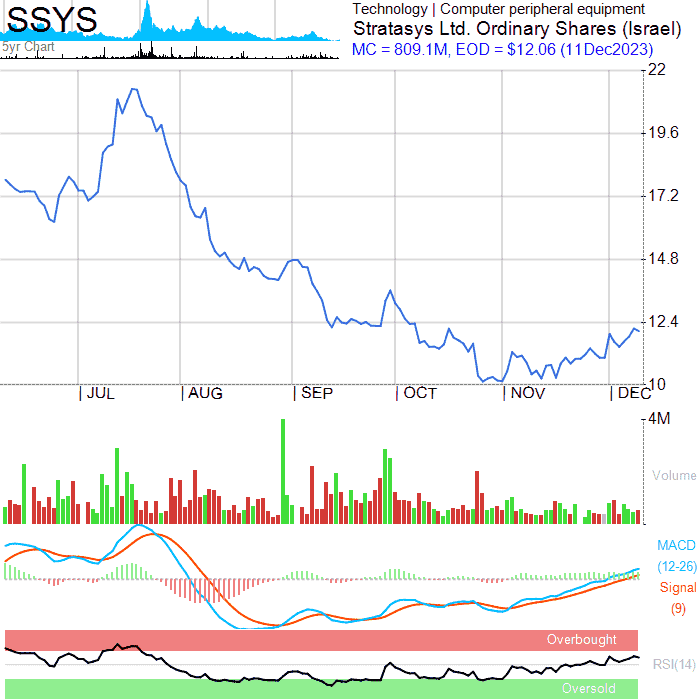 SSYS
5yr Chart
Technology | Computer peripheral equipment
Stratasys Ltd. Ordinary Shares (Israel)
MC = 809.1M, EOD = $12.06 (11Dec2023)
22
19.6
17.2
14.8
12.4
10
JUL AUG SEP OCT NOV DEC
4M
Volume
MACD
(12-26)
Signal
(9)
Overbought
RSI(14)
Oversold